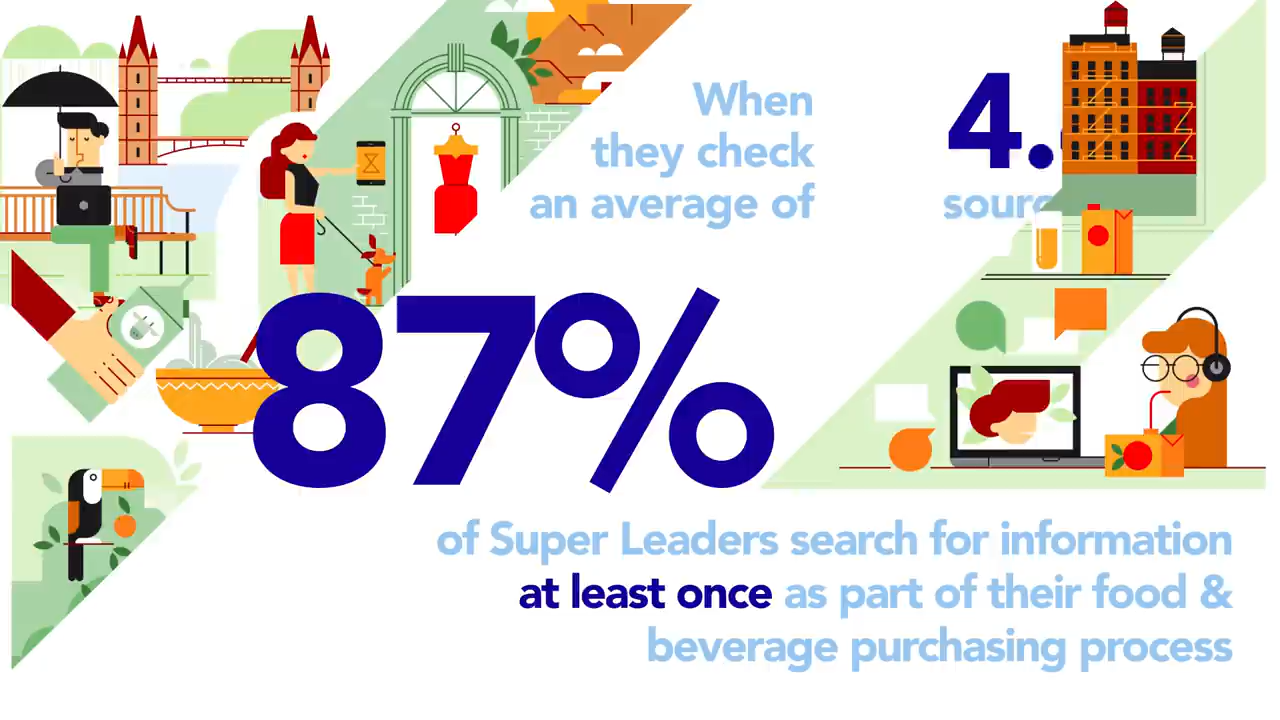 When
they check
an average of
4.
87%
of Super Leaders search for information
at least once as part of their food &
beverage purchasing process